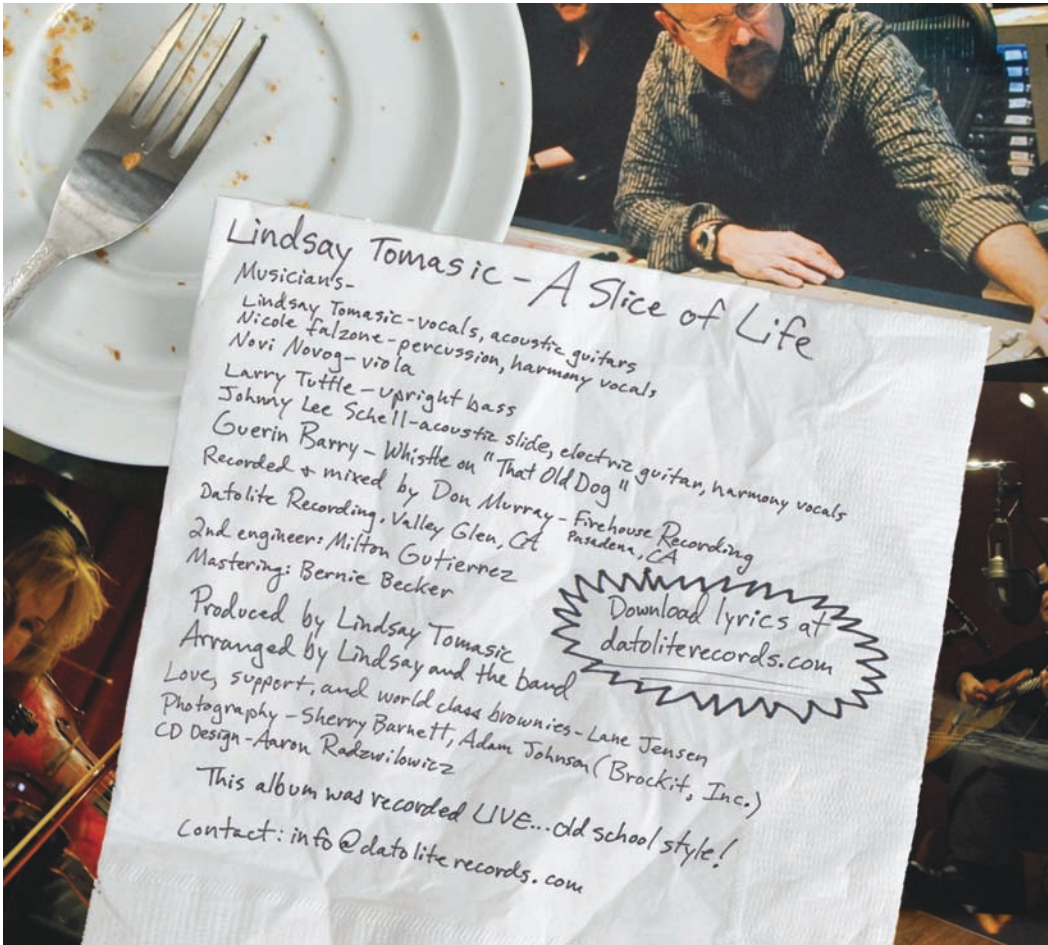 Lindsay Tomasic - A Slice of Life
Musician's-
Lindsay Tomasic-vocals, acoustic guitars
Nicole Falzone-percussion, harmony vocals
Novi Novog-viola
Larry Tuttle-upright bass
Johnny Lee Schell-acoustic slide, electric guitar, harmony vocals
Guerin Barry-Whistle on "That Old Dog"
Recorded + mixed by Don Murray-Firehouse Recording
Pasadena, CA
Datolite Recording, Valley Glen, CA
2nd engineer: Milton Gutierrez
Mastering: Bernie Becker
Download lyrics at
datoliterecords.com
Produced by Lindsay Tomasic
Arranged by Lindsay and the band
Love, support, and world class brownies-Lane Jensen
Photography-Sherry Barnett, Adam Johnson (Brockit, Inc.)
CD Design-Aaron Radzwilowicz
This album was recorded LIVE...old school style!
Contact: info@datoliterecords.com